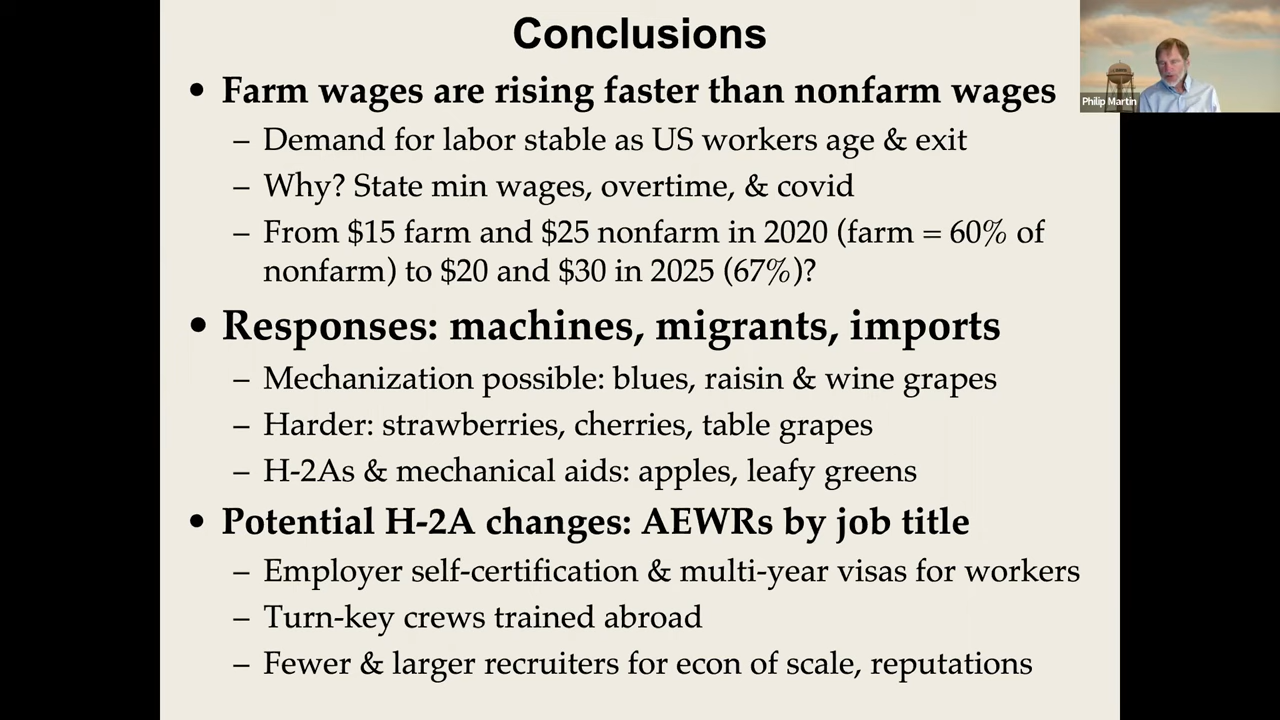 Conclusions
• Farm wages are rising faster than nonfarm wages
– Demand for labor stable as US workers age & exit
– Why? State min wages, overtime, & covid
– From $15 farm and $25 nonfarm in 2020 (farm = 60% of
nonfarm) to $20 and $30 in 2025 (67%)?
• Responses: machines, migrants, imports
– Mechanization possible: blues, raisin & wine grapes
– Harder: strawberries, cherries, table grapes
– H-2As & mechanical aids: apples, leafy greens
• Potential H-2A changes: AEWRs by job title
– Employer self-certification & multi-year visas for workers
– Turn-key crews trained abroad
– Fewer & larger recruiters for econ of scale, reputations
Philip Martin